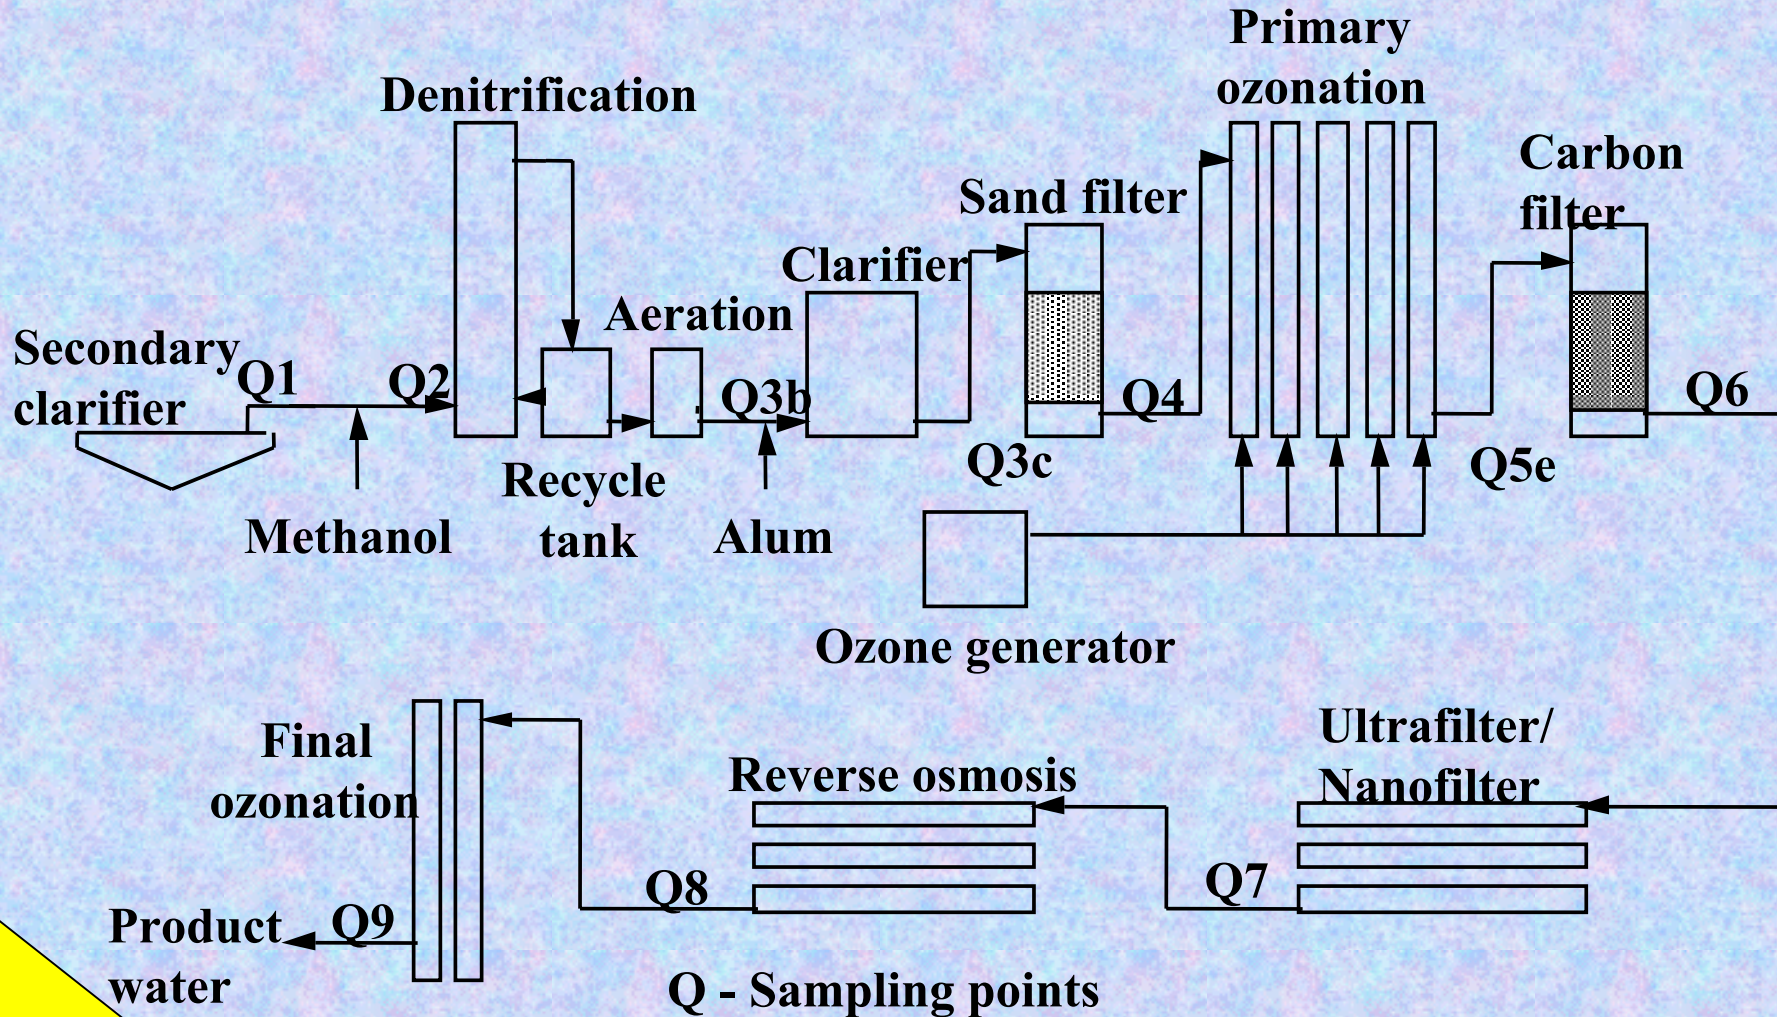 Primary
ozonation
Denitrification
Carbon
filter
Sand filter
Clarifier
Aeration
Secondary
clarifier
Q1
Q2
Q3b
Q4
Q6
Q3c
Q5e
Recycle
tank
Methanol
Alum
Ozone generator
Final
ozonation
Ultrafilter/
Nanofilter
Reverse osmosis
Q8
Q7
Product
water
Q9
Q - Sampling points